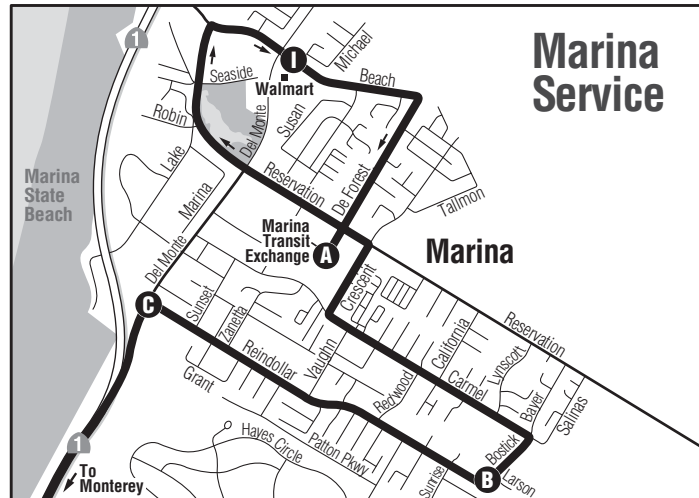 Marina
Service
1
Michael
I
Walmart
Beach
Seaside
Robin
Del Monte
Susan
Lake
Marina
Marina
State
Beach
Reservation
De Forest
Tallmon
Marina
Transit
Exchange
A
Marina
Del Monte
C
Crescent
Reservation
Sunset
Zanetta
Vaughn
California
Lynscott
Reindollar
Carmel
Bayer
Salinas
Grant
Redwood
Patton Pkwy
Hayes Circle
Bostick
1
Sunrise
B
Larson
To
Monterey